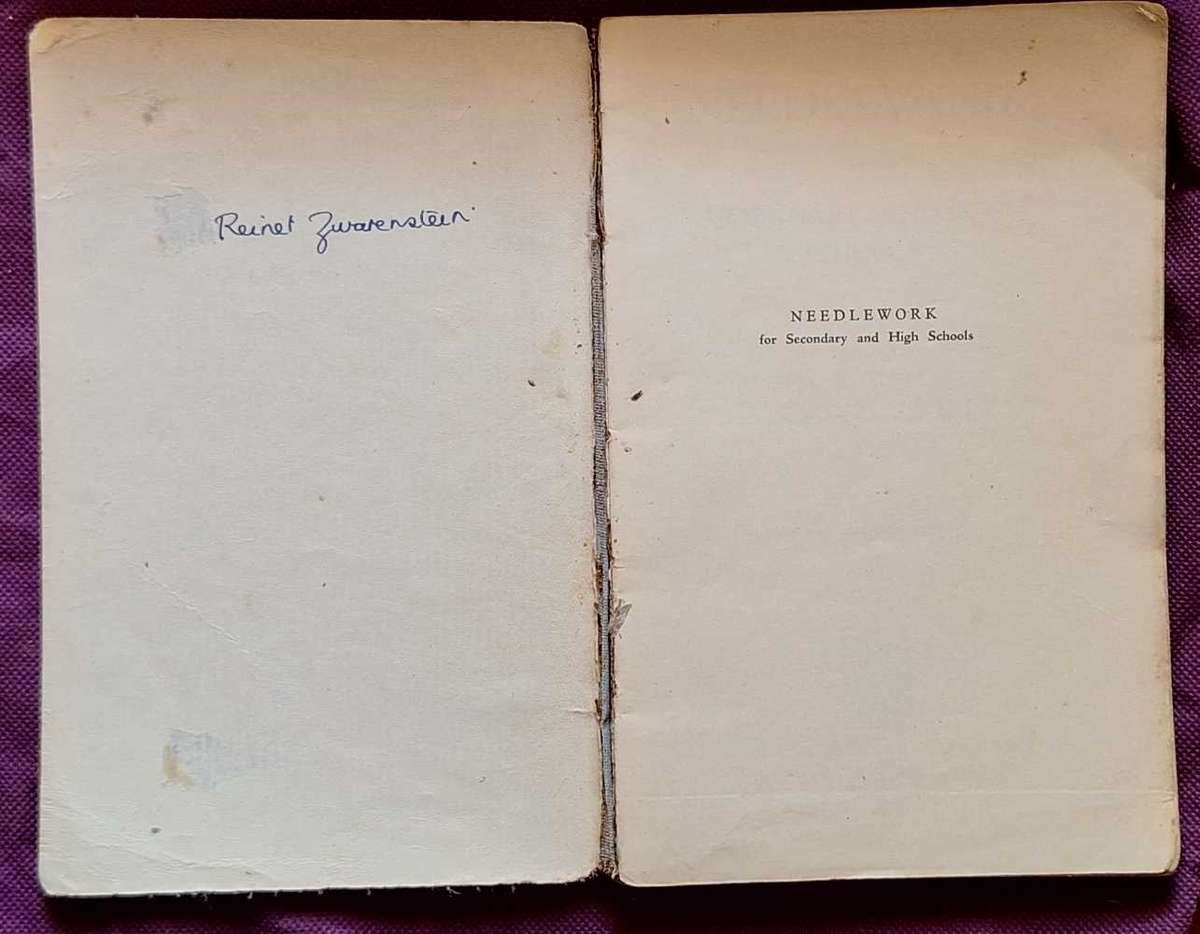 Reinet Zwarenstein
NEEDLEWORK
for Secondary and High Schools